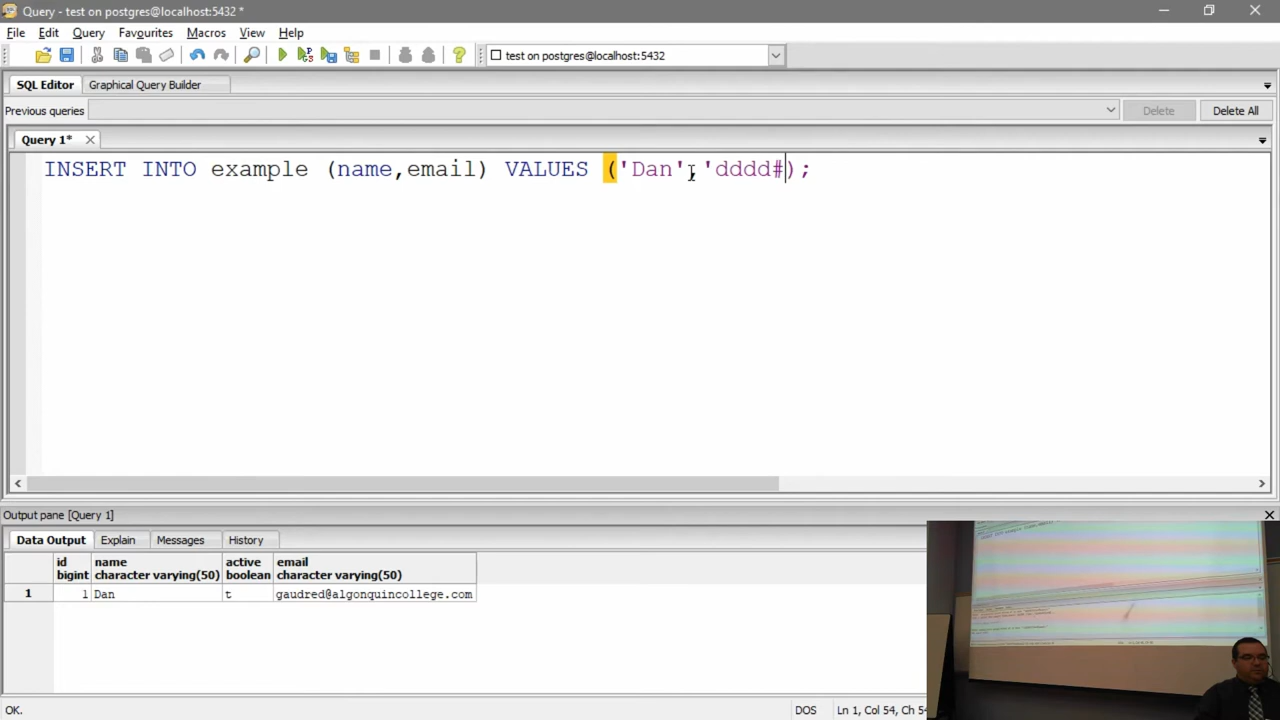 Query - test on postgres@localhost:5432 *
File Edit Query Favourites Macros View Help
test on postgres@localhost:5432
SQL Editor Graphical Query Builder
Previous queries Delete Delete All
Query 1*
INSERT INTO example (name,email) VALUES ('Dan','dddd#);
Output pane [Query 1]
Data Output Explain Messages History
id name active email
bigint character varying(50) boolean character varying(50)
1 1 Dan t gaudred@algonquincollege.com
OK. DOS Ln 1, Col 54, Ch 54